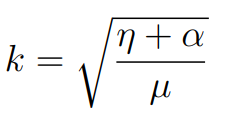 k = √((η + α)/μ)